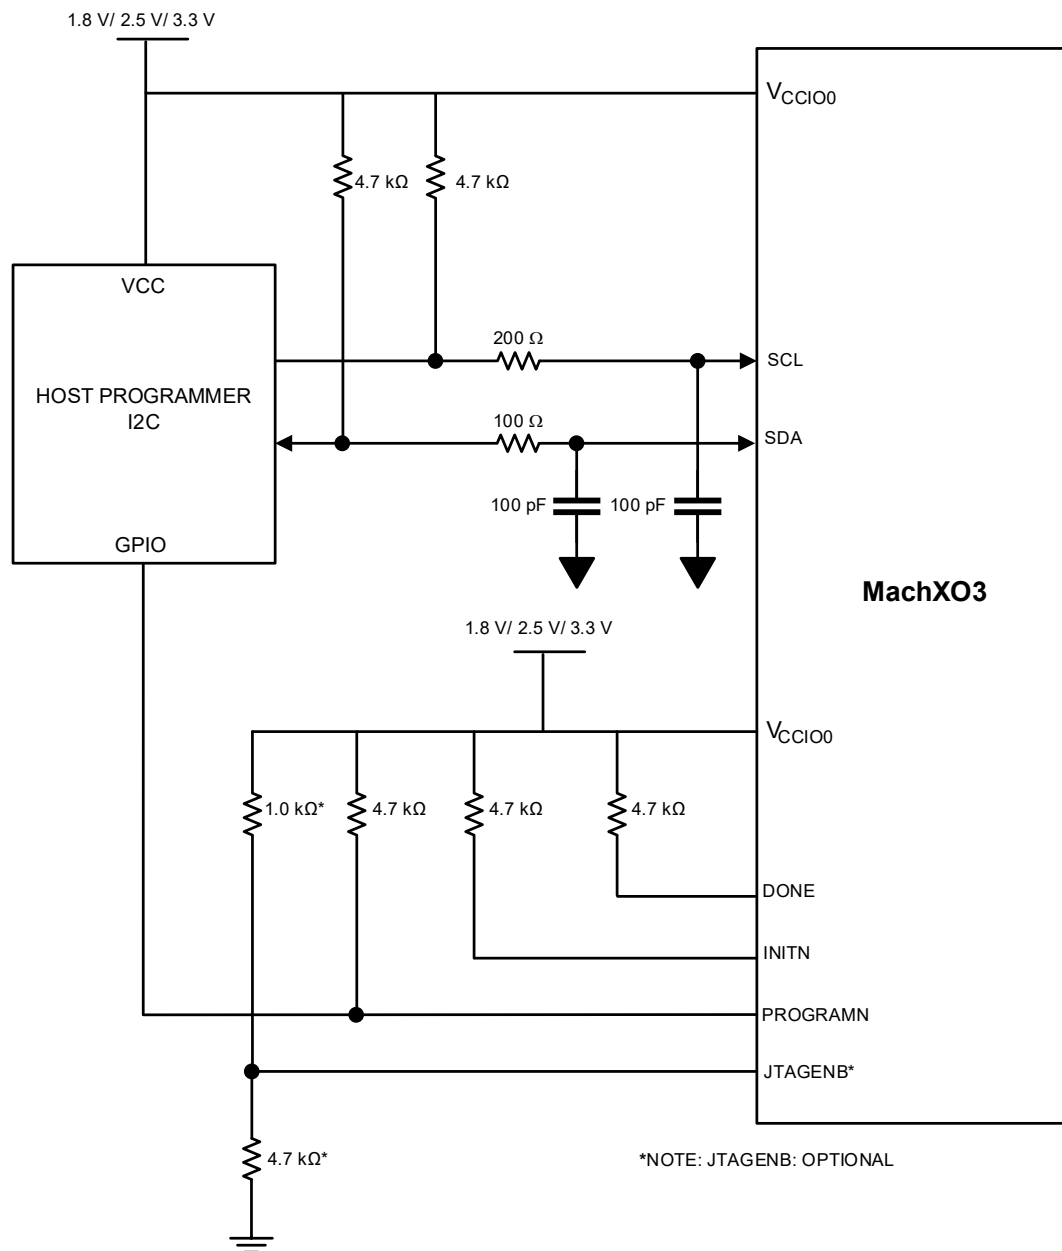 1.8 V/ 2.5 V/ 3.3 V
VCCIO0
4.7 kΩ
4.7 kΩ
VCC
HOST PROGRAMMER
I2C
GPIO
200 Ω
SCL
100 Ω
SDA
100 pF
100 pF
MachXO3
1.8 V/ 2.5 V/ 3.3 V
VCCIO0
1.0 kΩ*
4.7 kΩ
4.7 kΩ
4.7 kΩ
DONE
INITN
PROGRAMN
JTAGENB*
4.7 kΩ*
*NOTE: JTAGENB: OPTIONAL